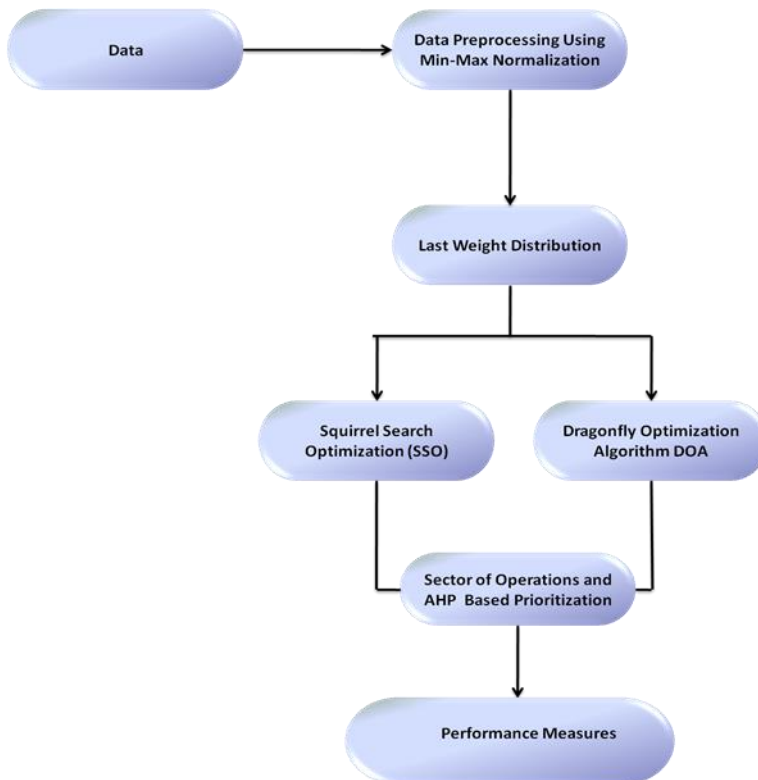 Data
Data Preprocessing Using
Min-Max Normalization
Last Weight Distribution
Squirrel Search
Optimization (SSO)
Dragonfly Optimization
Algorithm DOA
Sector of Operations and
AHP Based Prioritization
Performance Measures